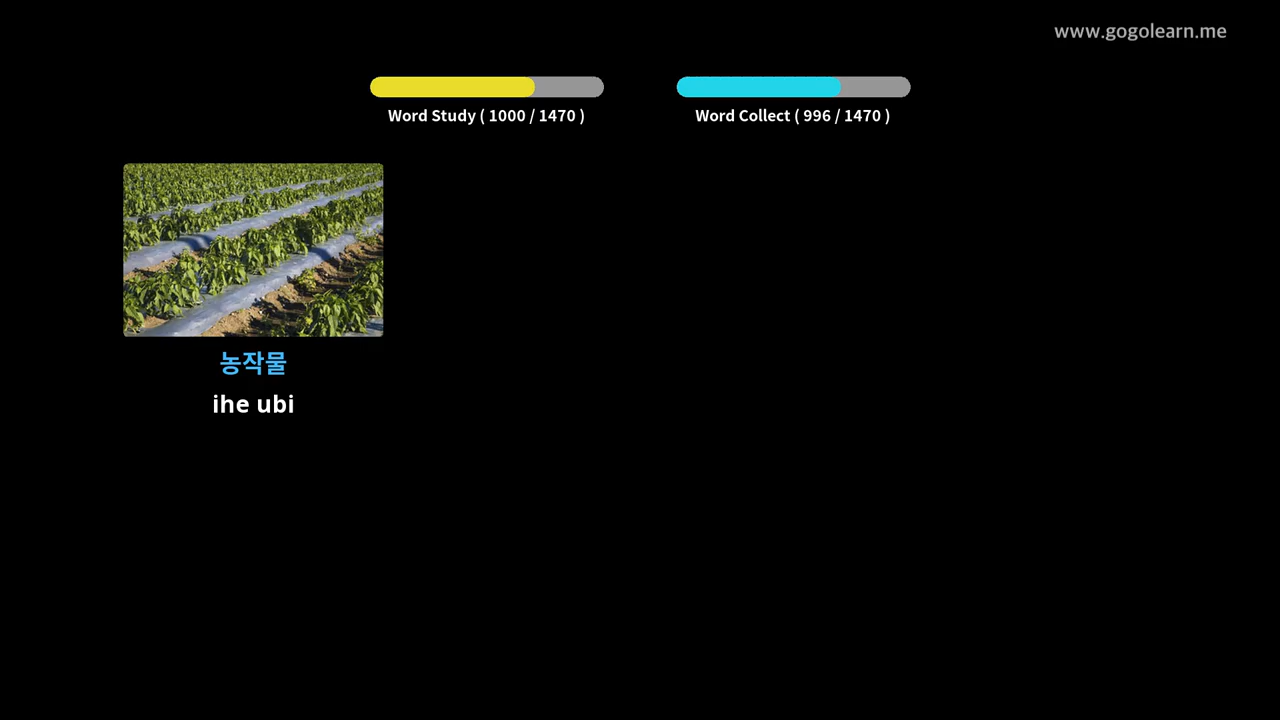 www.gogolearn.me
Word Study ( 1000 / 1470 )
Word Collect ( 996 / 1470 )
농작물
ihe ubi